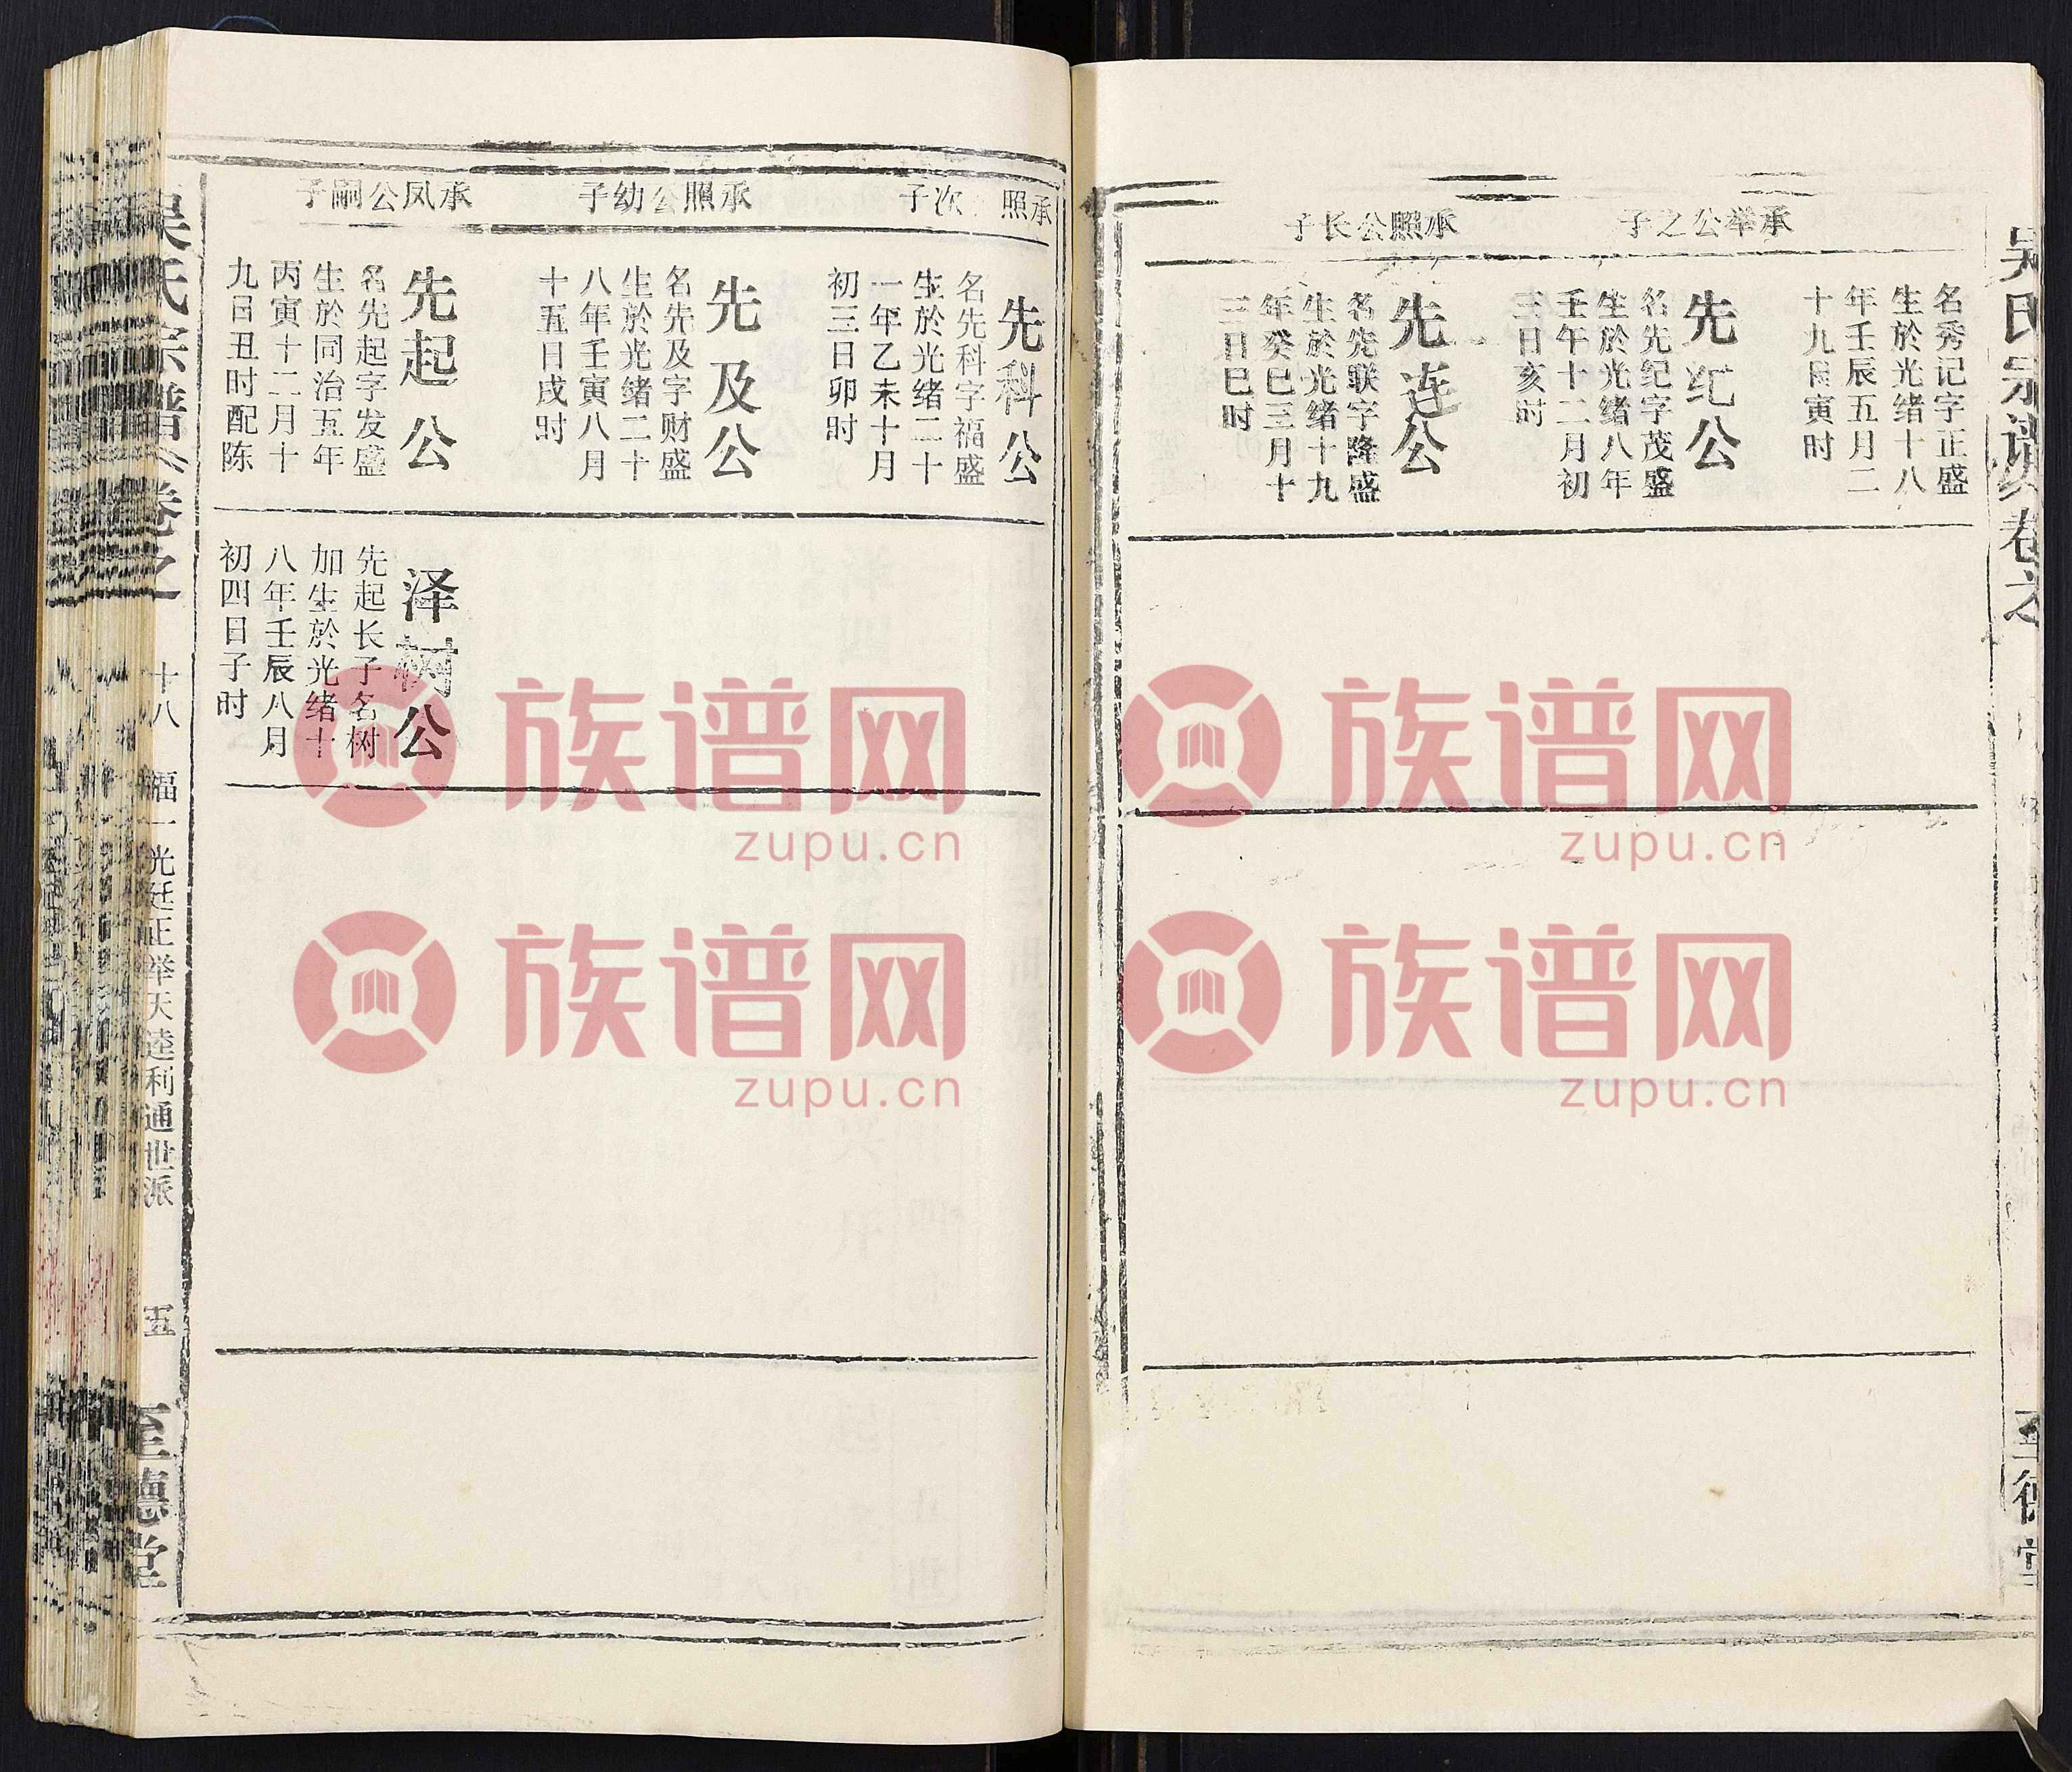 吴氏宗谱 卷之
名秀记字正盛
生於光绪十八
年壬辰五月二
十九日寅时
承举公之子
先纪公
名先纪字茂盛
生於光绪八年
壬午十二月初
三日亥时
承照公长子
先连公
名先联字隆盛
生於光绪十九
年癸巳三月十
三日巳时
承照 次子
先科公
名先科字福盛
生於光绪二十
一年乙未十月
初三日卯时
承照公幼子
先及公
名先及字财盛
生於光绪二十
八年壬寅八月
十五日戌时
承凤公嗣子
先起公
名先起字发盛
生於同治五年
丙寅十二月十
九日丑时配陈
泽树公
先起长子名树
加生於光绪十
八年壬辰八月
初四日子时
吴氏宗谱 卷之
十八
福一光廷正举天逵利通世派
五
至德堂
族谱网
zupu.cn
族谱网
zupu.cn
族谱网
zupu.cn
族谱网
zupu.cn